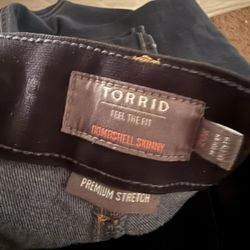 TORRID
FEEL THE FIT
BOMBSHELL SKINNY
PREMIUM STRETCH